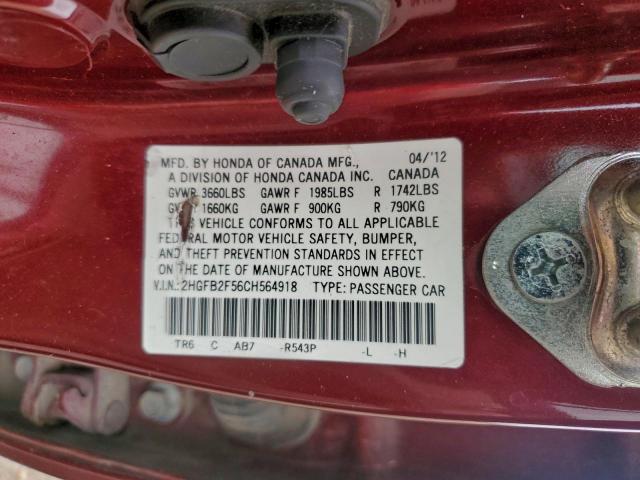 MFD. BY HONDA OF CANADA MFG., 04/'12
A DIVISION OF HONDA CANADA INC. CANADA
GVWR 3660LBS GAWR F 1985LBS R 1742LBS
1660KG GAWR F 900KG R 790KG
VEHICLE CONFORMS TO ALL APPLICABLE
MOTOR VEHICLE SAFETY, BUMPER,
AND THEFT PREVENTION STANDARDS IN EFFECT
ON THE DATE OF MANUFACTURE SHOWN ABOVE.
V.I.N.: 2HGFB2F56CH564918 TYPE: PASSENGER CAR
TR6 C AB7 -R543P -L -H